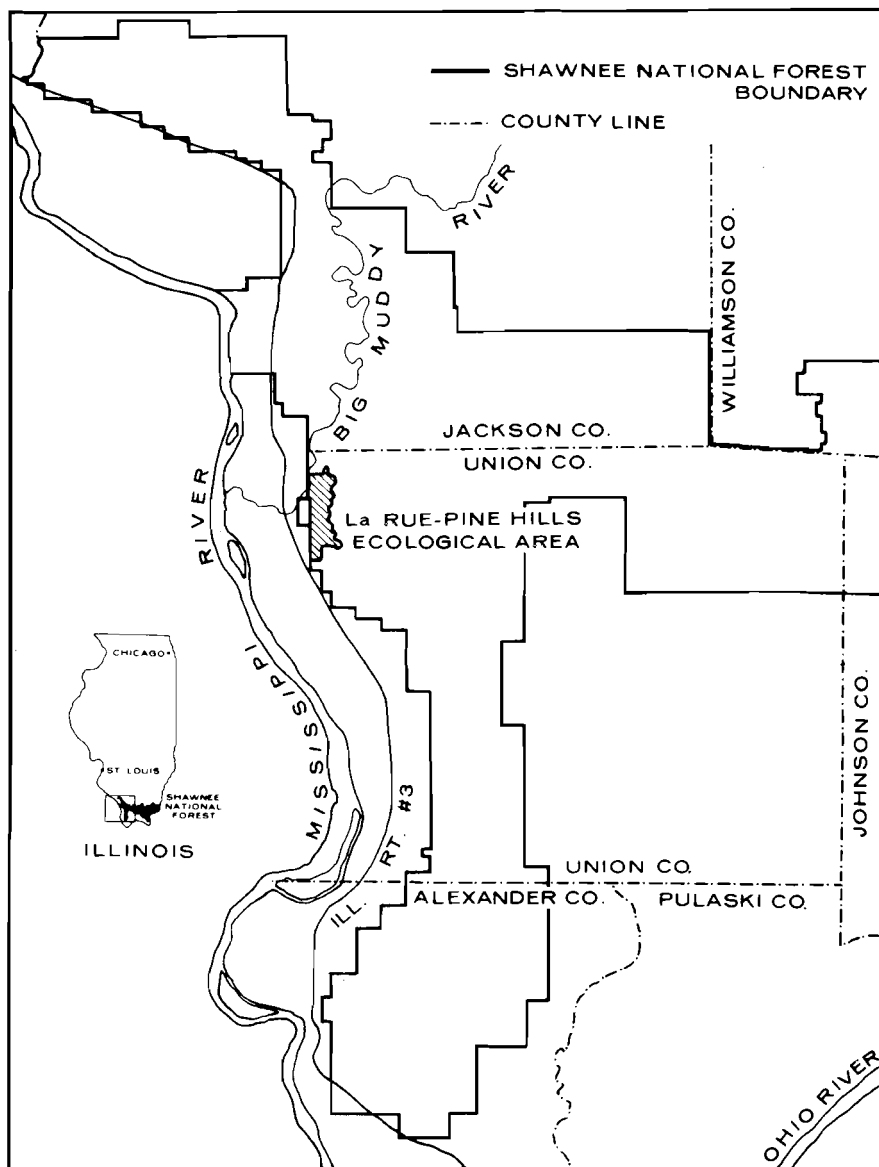 SHAWNEE NATIONAL FOREST
BOUNDARY
COUNTY LINE
RIVER
BIG MUDDY
WILLIAMSON CO.
JACKSON CO.
UNION CO.
RIVER
La RUE-PINE HILLS
ECOLOGICAL AREA
MISSISSIPPI
CHICAGO
ST LOUIS
SHAWNEE
NATIONAL
FOREST
ILLINOIS
JOHNSON CO.
ILL. RT. #3
UNION CO.
ALEXANDER CO.
PULASKI CO.
OHIO RIVER